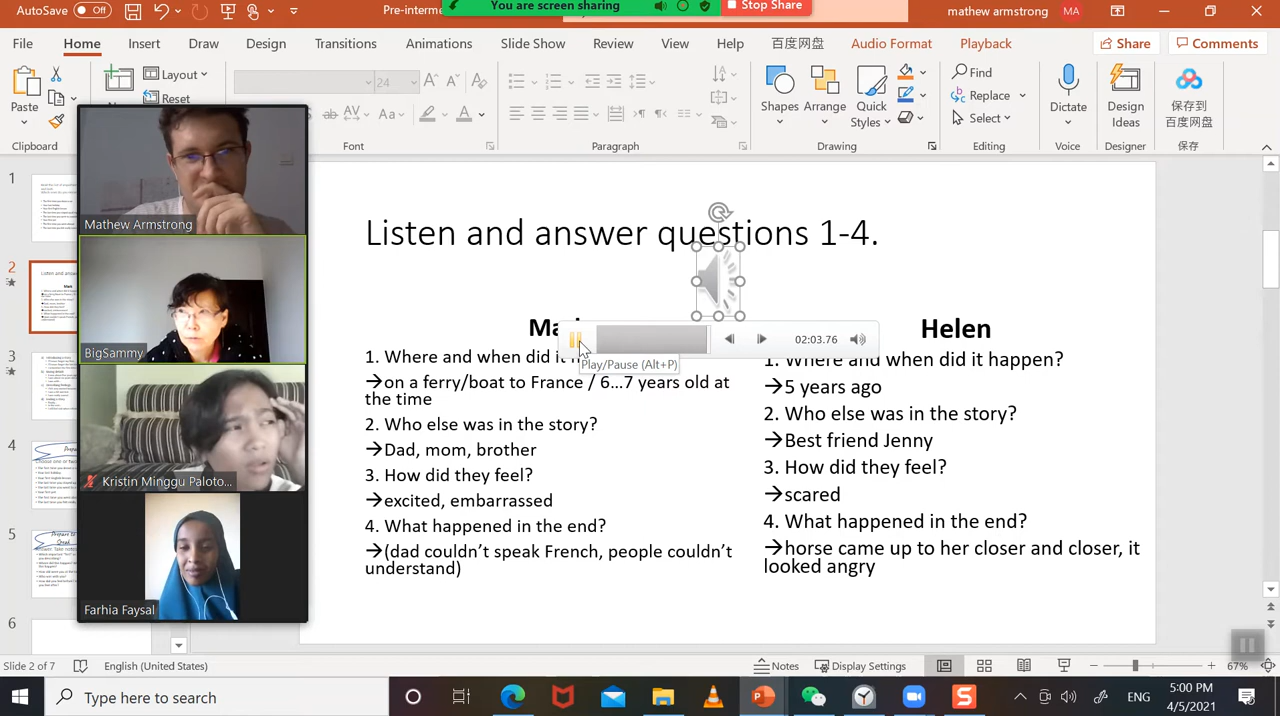 AutoSave Off
Pre-interme
You are screen sharing
Stop Share
mathew armstrong MA
File Home Insert Draw Design Transitions Animations Slide Show Review View Help 百度网盘 Audio Format Playback Share Comments
Paste
Layout
Reset
24
Aa
Shapes Arrange Quick Styles
Find
Replace
Select
Dictate
Design Ideas
保存到 百度网盘
Clipboard Font Paragraph Drawing Editing Voice Designer 保存
Mathew Armstrong
BigSammy
Kristin Minggu Paloto...
Farhia Faysal
1
2
3
4
5
6
Listen and answer questions 1-4.
1. Where and when did it
→on a ferry/boat to France / 6...7 years old at
the time
2. Who else was in the story?
→Dad, mom, brother
3. How did they feel?
→excited, embarrassed
4. What happened in the end?
→(dad couldn't speak French, people couldn't
understand)
02:03.76
Play/Pause (Alt+P)
Helen
1. Where and when did it happen?
→5 years ago
2. Who else was in the story?
→Best friend Jenny
3. How did they feel?
→scared
4. What happened in the end?
→horse came up to her closer and closer, it
looked angry
Slide 2 of 7 English (United States) Notes Display Settings 67%
Type here to search
ENG
5:00 PM
4/5/2021